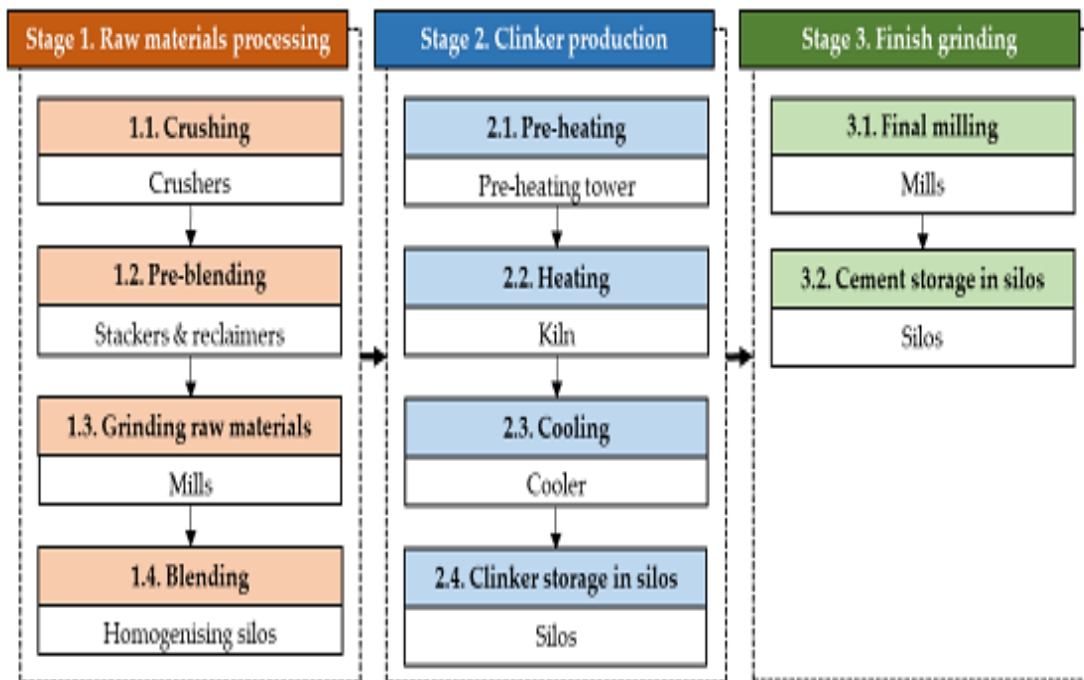 Stage 1. Raw materials processing
1.1. Crushing
Crushers
1.2. Pre-blending
Stackers & reclaimers
1.3. Grinding raw materials
Mills
1.4. Blending
Homogenising silos
Stage 2. Clinker production
2.1. Pre-heating
Pre-heating tower
2.2. Heating
Kiln
2.3. Cooling
Cooler
2.4. Clinker storage in silos
Silos
Stage 3. Finish grinding
3.1. Final milling
Mills
3.2. Cement storage in silos
Silos